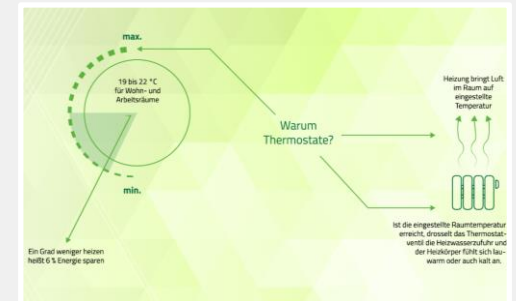 max.
19 bis 22 °C
für Wohn- und
Arbeitsräume
min.
Ein Grad weniger heizen
heißt 6 % Energie sparen
Warum
Thermostate?
Heizung bringt Luft
im Raum auf
eingestellte
Temperatur
Ist die eingestellte Raumtemperatur
erreicht, drosselt das Thermostat-
ventil die Heizwasserzufuhr und
der Heizkörper fühlt sich lau-
warm oder auch kalt an.